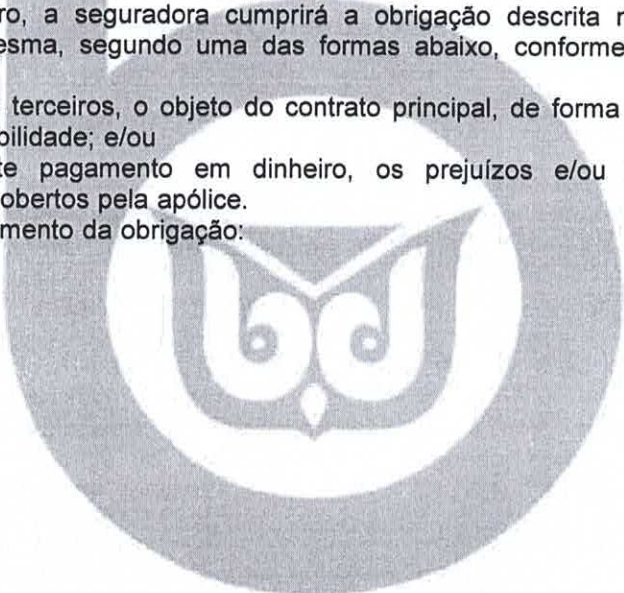 ro, a seguradora cumprirá a obrigação descrita
esma, segundo uma das formas abaixo, conforme
terceiros, o objeto do contrato principal, de forma
bilidade; e/ou
te pagamento em dinheiro, os prejuízos e/ou
obertos pela apólice.
mento da obrigação: